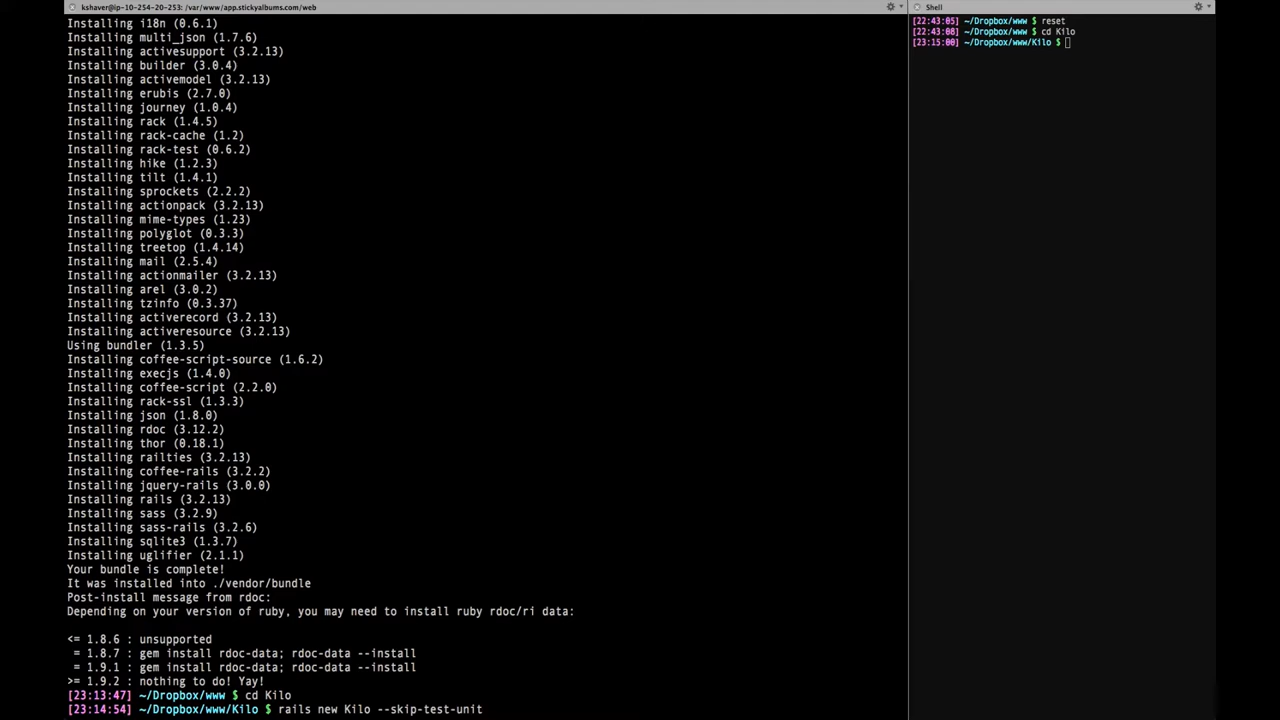 kshaver@ip-10-254-20-253: /var/www/app.stickyalbums.com/web
Installing i18n (0.6.1)
Installing multi_json (1.7.6)
Installing activesupport (3.2.13)
Installing builder (3.0.4)
Installing activemodel (3.2.13)
Installing erubis (2.7.0)
Installing journey (1.0.4)
Installing rack (1.4.5)
Installing rack-cache (1.2)
Installing rack-test (0.6.2)
Installing hike (1.2.3)
Installing tilt (1.4.1)
Installing sprockets (2.2.2)
Installing actionpack (3.2.13)
Installing mime-types (1.23)
Installing polyglot (0.3.3)
Installing treetop (1.4.14)
Installing mail (2.5.4)
Installing actionmailer (3.2.13)
Installing arel (3.0.2)
Installing tzinfo (0.3.37)
Installing activerecord (3.2.13)
Installing activeresource (3.2.13)
Using bundler (1.3.5)
Installing coffee-script-source (1.6.2)
Installing execjs (1.4.0)
Installing coffee-script (2.2.0)
Installing rack-ssl (1.3.3)
Installing json (1.8.0)
Installing rdoc (3.12.2)
Installing thor (0.18.1)
Installing railties (3.2.13)
Installing coffee-rails (3.2.2)
Installing jquery-rails (3.0.0)
Installing rails (3.2.13)
Installing sass (3.2.9)
Installing sass-rails (3.2.6)
Installing sqlite3 (1.3.7)
Installing uglifier (2.1.1)
Your bundle is complete!
It was installed into ./vendor/bundle
Post-install message from rdoc:
Depending on your version of ruby, you may need to install ruby rdoc/ri data:
<= 1.8.6 : unsupported
= 1.8.7 : gem install rdoc-data; rdoc-data --install
= 1.9.1 : gem install rdoc-data; rdoc-data --install
>= 1.9.2 : nothing to do! Yay!
[23:13:47] ~/Dropbox/www $ cd Kilo
[23:14:54] ~/Dropbox/www/Kilo $ rails new Kilo --skip-test-unit
Shell
[22:43:05] ~/Dropbox/www $ reset
[22:43:08] ~/Dropbox/www $ cd Kilo
[23:15:00] ~/Dropbox/www/Kilo $